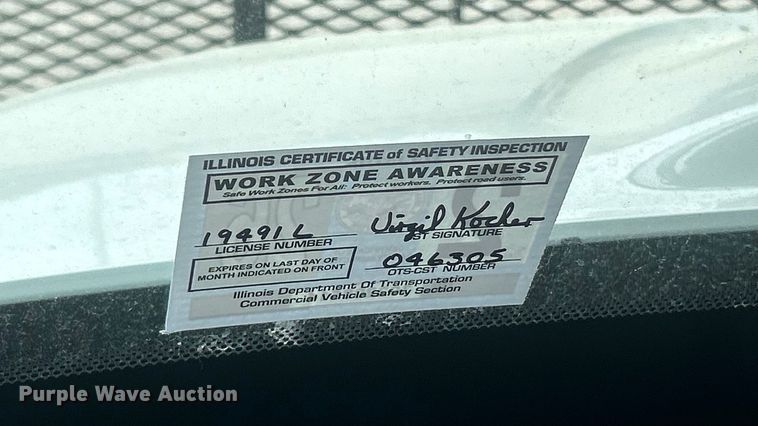 ILLINOIS CERTIFICATE of SAFETY INSPECTION
WORK ZONE AWARENESS
Safe Work Zones For All: Protect workers. Protect road users.
19491L Virgil Kocher
LICENSE NUMBER ST SIGNATURE
EXPIRES ON LAST DAY OF
MONTH INDICATED ON FRONT
046305
OTS-CST NUMBER
Illinois Department Of Transportation
Commercial Vehicle Safety Section
Purple Wave Auction